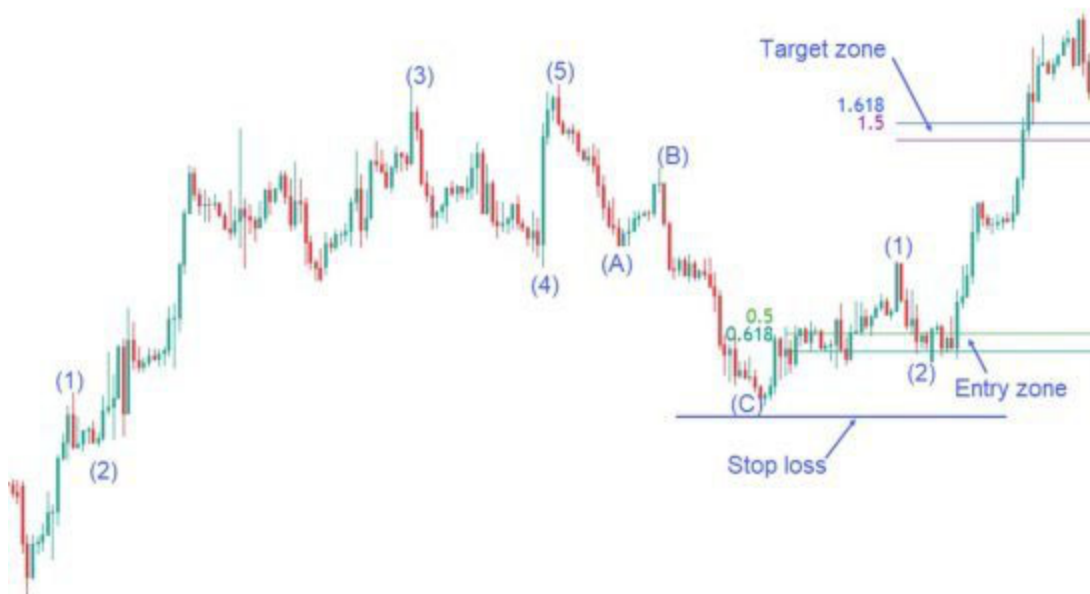 Target zone
(3)
(5)
1.618
1.5
(B)
(1)
(A)
(4)
0.5
0.618
(2)
Entry zone
(1)
(C)
(2)
Stop loss